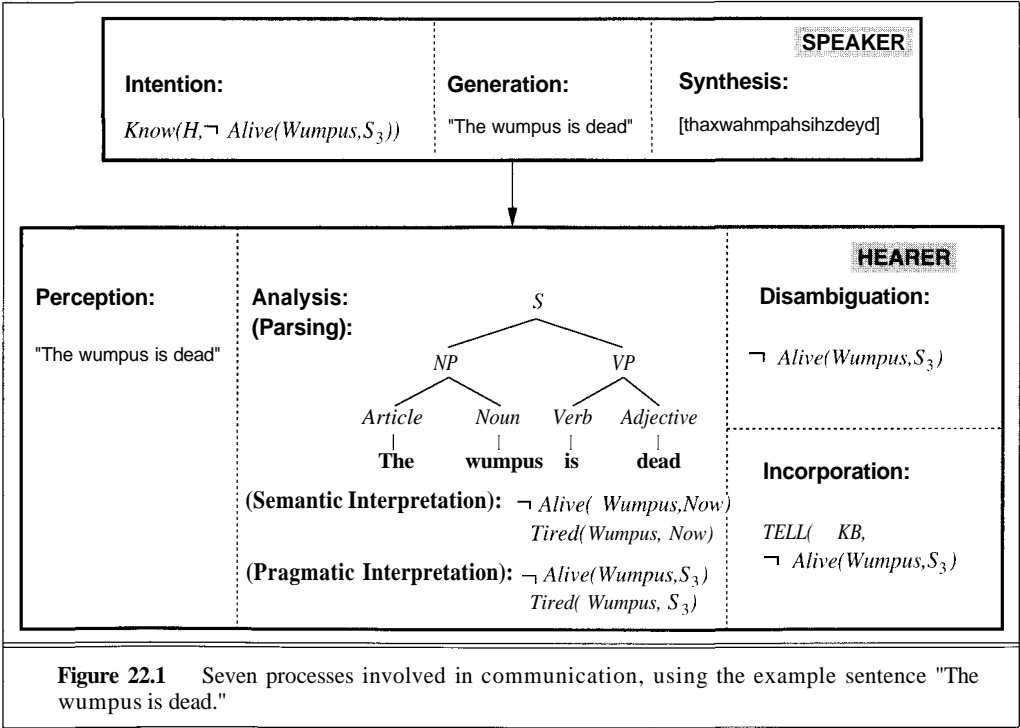 SPEAKER
Intention:
Know(H,¬ Alive(Wumpus,S₃))
Generation:
"The wumpus is dead"
Synthesis:
[thaxwahmpahsihzdeyd]
HEARER
Perception:
"The wumpus is dead"
Analysis:
(Parsing):
S
NP VP
Article Noun Verb Adjective
The wumpus is dead
(Semantic Interpretation): ¬ Alive( Wumpus,Now)
Tired(Wumpus, Now)
(Pragmatic Interpretation): ¬ Alive(Wumpus,S₃)
Tired( Wumpus, S₃)
Disambiguation:
¬ Alive(Wumpus,S₃)
Incorporation:
TELL( KB,
¬ Alive(Wumpus,S₃)
Figure 22.1 Seven processes involved in communication, using the example sentence "The
wumpus is dead."